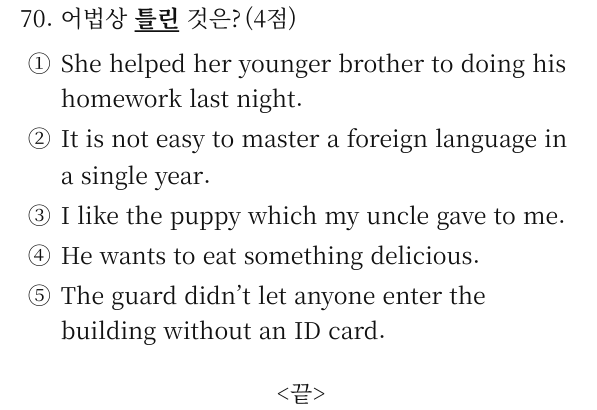 70. 어법상 틀린 것은?(4점)
① She helped her younger brother to doing his
homework last night.
② It is not easy to master a foreign language in
a single year.
③ I like the puppy which my uncle gave to me.
④ He wants to eat something delicious.
⑤ The guard didn’t let anyone enter the
building without an ID card.
<끝>